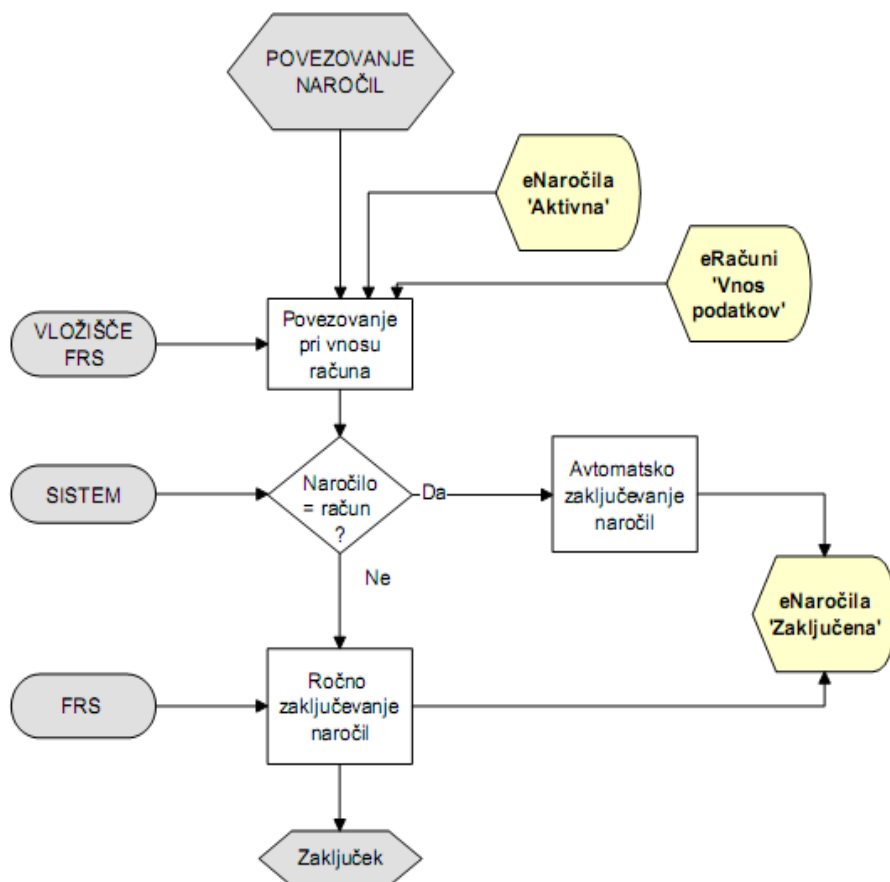 POVEZOVANJE
NAROČIL
eNaročila
'Aktivna'
eRačuni
'Vnos
podatkov'
VLOŽIŠČE
FRS
Povezovanje
pri vnosu
računa
SISTEM
Naročilo
= račun
?
Da
Avtomatsko
zaključevanje
naročil
Ne
eNaročila
'Zaključena'
FRS
Ročno
zaključevanje
naročil
Zaključek